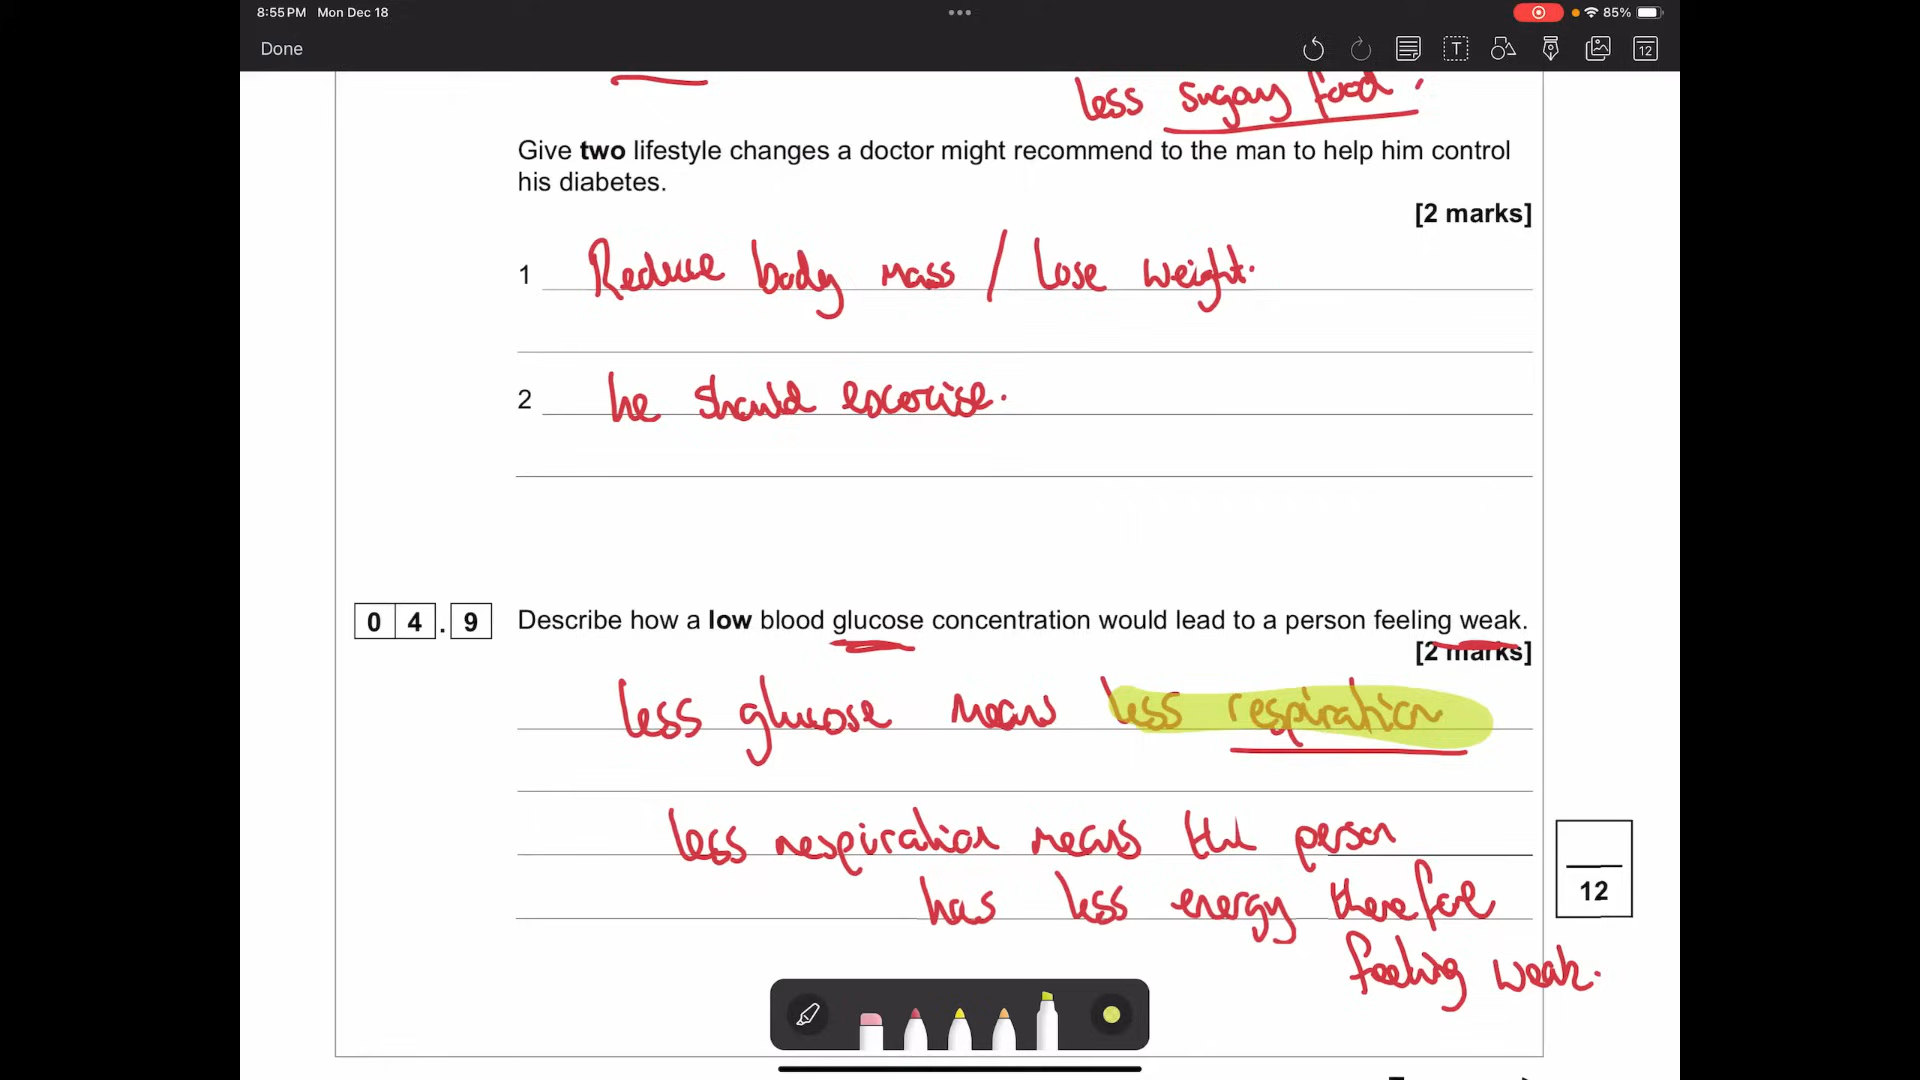 8:55 PM Mon Dec 18
85%
Done
T
12
less sugary food.
Give two lifestyle changes a doctor might recommend to the man to help him control
his diabetes.
[2 marks]
1 Reduce body mass / lose weight.
2 he should excercise.
04.9 Describe how a low blood glucose concentration would lead to a person feeling weak.
[2 marks]
less glucose means less respiration
less respiration means the person
has less energy therefore
feeling weak.
12